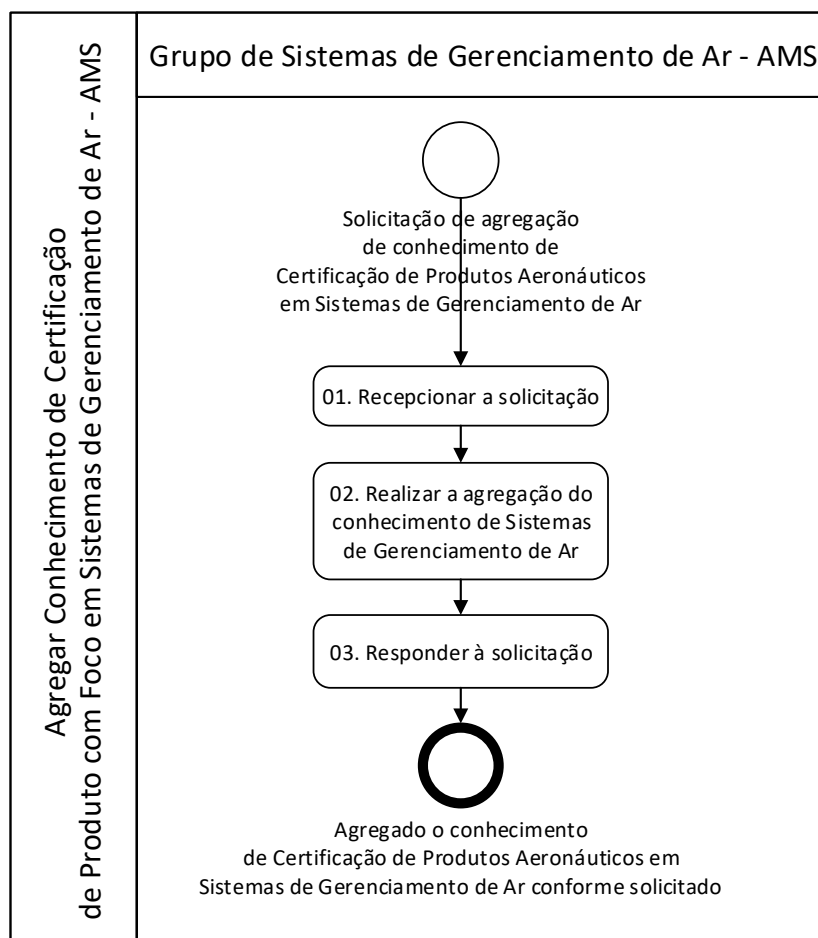 Agregar Conhecimento de Certificação
de Produto com Foco em Sistemas de Gerenciamento de Ar - AMS
Grupo de Sistemas de Gerenciamento de Ar - AMS
Solicitação de agregação
de conhecimento de
Certificação de Produtos Aeronáuticos
em Sistemas de Gerenciamento de Ar
01. Recepcionar a solicitação
02. Realizar a agregação do
conhecimento de Sistemas
de Gerenciamento de Ar
03. Responder à solicitação
Agregado o conhecimento
de Certificação de Produtos Aeronáuticos em
Sistemas de Gerenciamento de Ar conforme solicitado